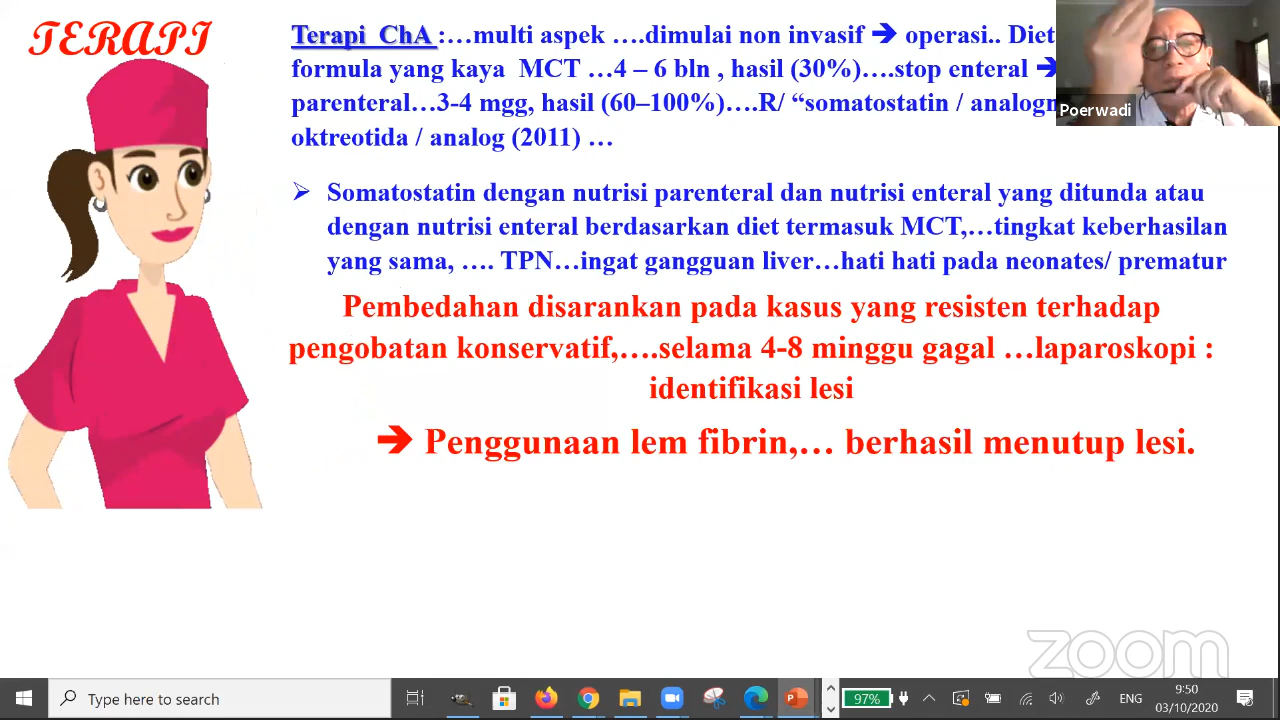 TERAPI
Terapi ChA :…multi aspek ….dimulai non invasif ➔ operasi.. Diet
formula yang kaya MCT …4 – 6 bln , hasil (30%)….stop enteral ➔
parenteral…3-4 mgg, hasil (60–100%)….R/ “somatostatin /
oktreotida / analog (2011) …
Poerwadi
➢ Somatostatin dengan nutrisi parenteral dan nutrisi enteral yang ditunda atau
dengan nutrisi enteral berdasarkan diet termasuk MCT,…tingkat keberhasilan
yang sama, …. TPN…ingat gangguan liver…hati hati pada neonates/ prematur
Pembedahan disarankan pada kasus yang resisten terhadap
pengobatan konservatif,….selama 4-8 minggu gagal …laparoskopi :
identifikasi lesi
➔ Penggunaan lem fibrin,… berhasil menutup lesi.
zoom
Type here to search
97%
ENG
9:50
03/10/2020